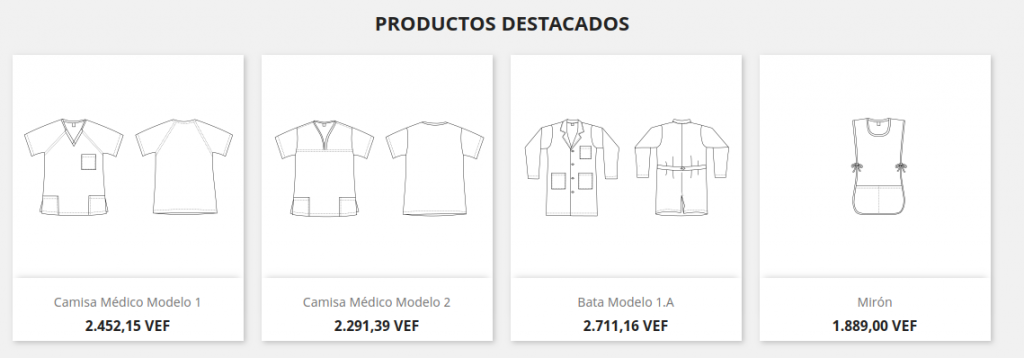 PRODUCTOS DESTACADOS
Camisa Médico Modelo 1
2.452,15 VEF
Camisa Médico Modelo 2
2.291,39 VEF
Bata Modelo 1.A
2.711,16 VEF
Mirón
1.889,00 VEF